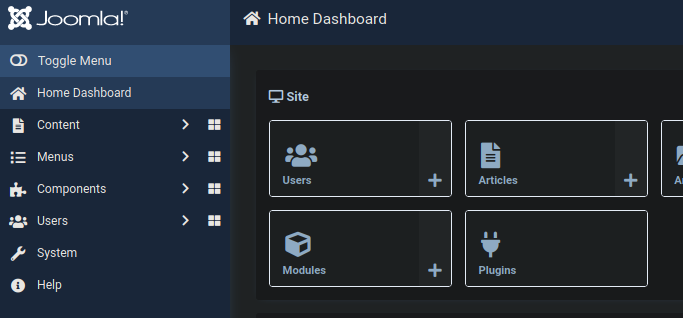 Joomla!®
Home Dashboard
Toggle Menu
Home Dashboard
Content
Menus
Components
Users
System
Help
Site
Users
Articles
Modules
Plugins